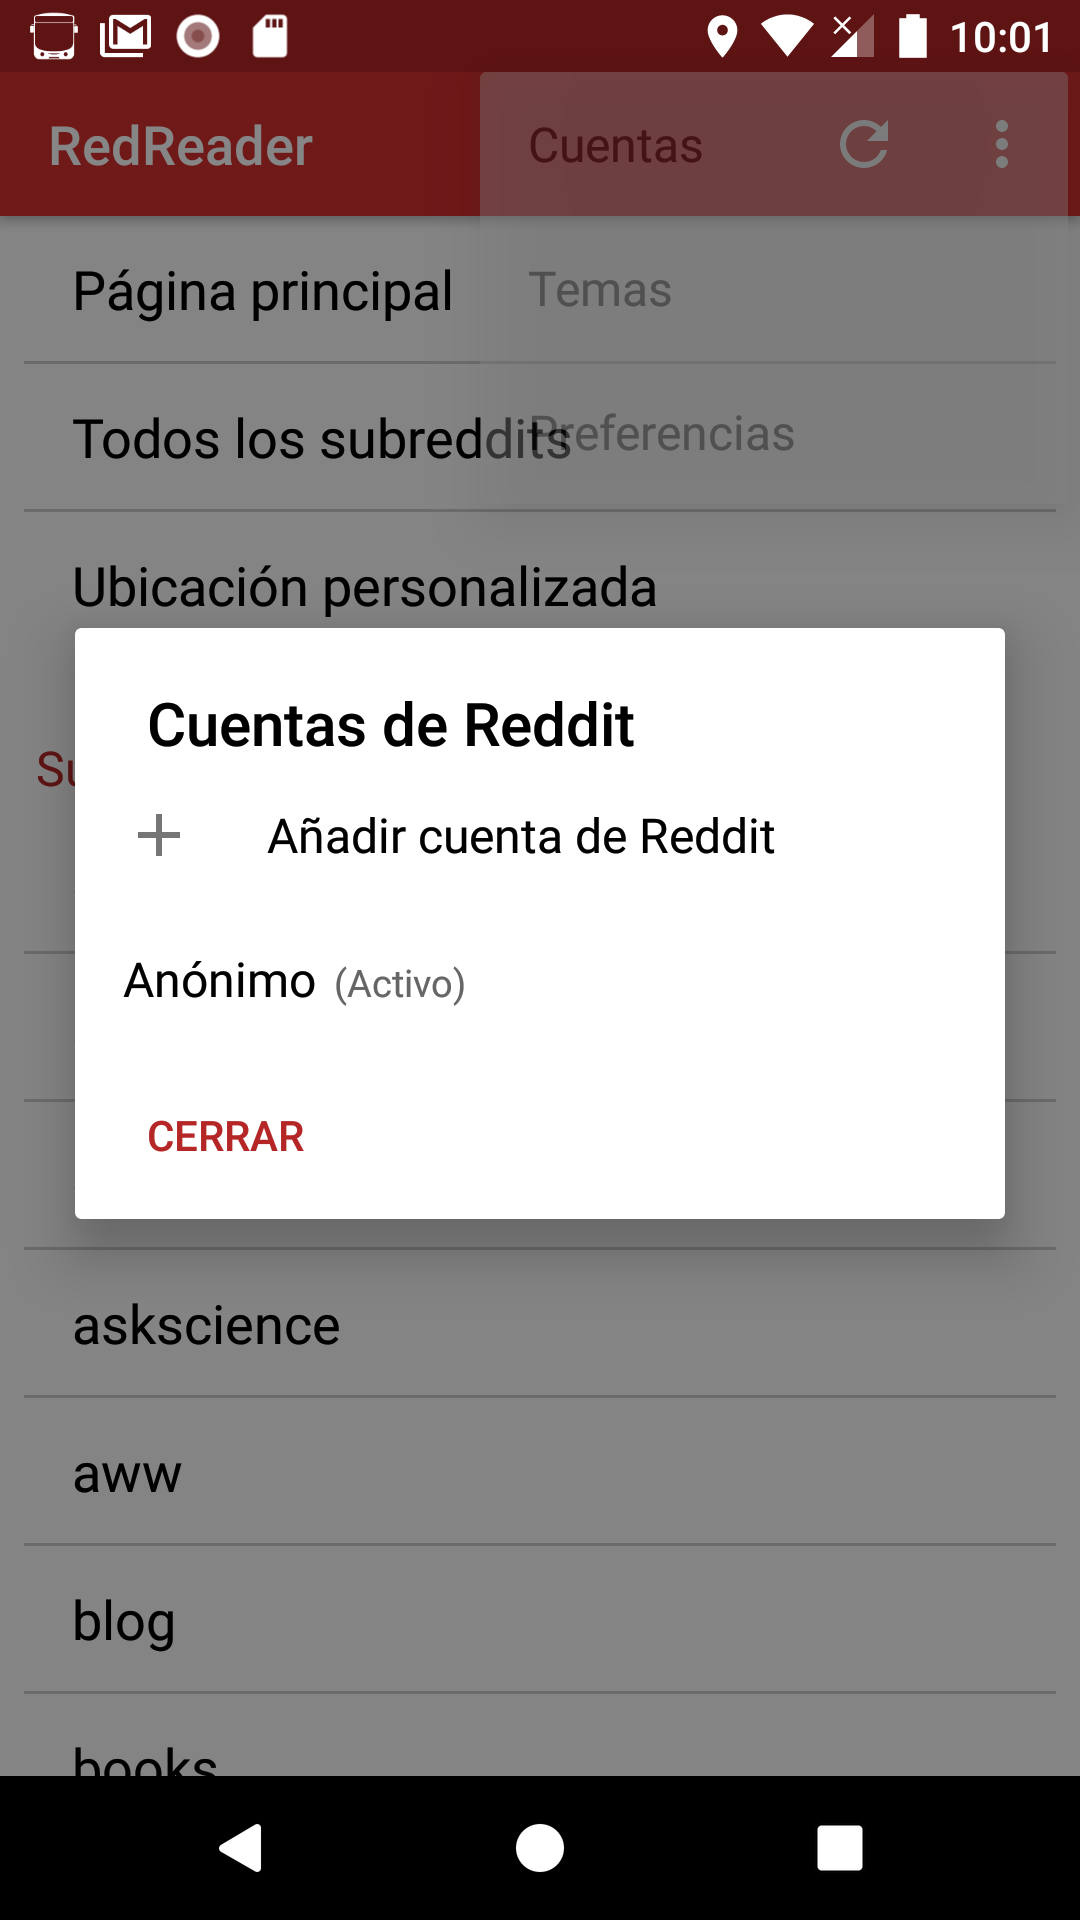 10:01
RedReader
Cuentas
Página principal
Temas
Todos los subreddits
Preferencias
Ubicación personalizada
Cuentas de Reddit
Su
Añadir cuenta de Reddit
Anónimo (Activo)
CERRAR
askscience
aww
blog
books